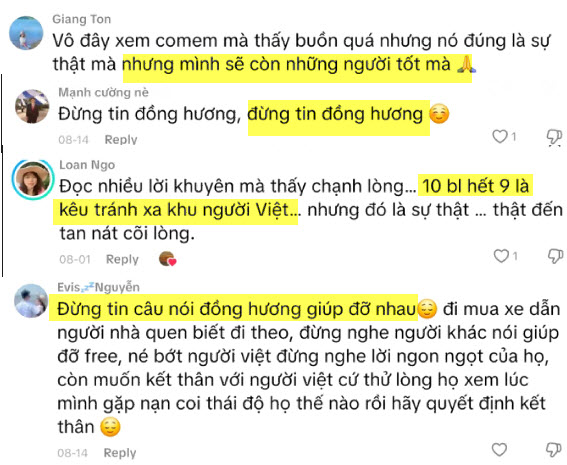 Giang Ton
Vô đây xem comem mà thấy buồn quá nhưng nó đúng là sự
thật mà nhưng mình sẽ còn những người tốt mà 🙏
Mạnh cường nè
Đừng tin đồng hương, đừng tin đồng hương ☺️
08-14 Reply 1
Loan Ngo
Đọc nhiều lời khuyên mà thấy chạnh lòng... 10 bl hết 9 là
kêu tránh xa khu người Việt... nhưng đó là sự thật ... thật đến
tan nát cõi lòng.
08-01 Reply 1
Evis💤Nguyễn
Đừng tin câu nói đồng hương giúp đỡ nhau😌 đi mua xe dẫn
người nhà quen biết đi theo, đừng nghe người khác nói giúp
đỡ free, né bớt người việt đừng nghe lời ngon ngọt của họ,
còn muốn kết thân với người việt cứ thử lòng họ xem lúc
mình gặp nạn coi thái độ họ thế nào rồi hãy quyết định kết
thân 😌
08-14 Reply